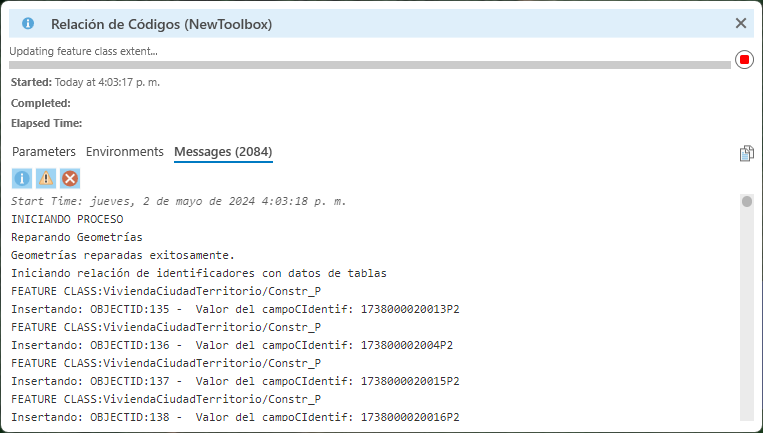 Relación de Códigos (NewToolbox)
Updating feature class extent...
Started: Today at 4:03:17 p. m.
Completed:
Elapsed Time:
Parameters Environments Messages (2084)
Start Time: jueves, 2 de mayo de 2024 4:03:18 p. m.
INICIANDO PROCESO
Reparando Geometrías
Geometrías reparadas exitosamente.
Iniciando relación de identificadores con datos de tablas
FEATURE CLASS:ViviendaCiudadTerritorio/Constr_P
Insertando: OBJECTID:135 -  Valor del campoCIdentif: 1738000020013P2
FEATURE CLASS:ViviendaCiudadTerritorio/Constr_P
Insertando: OBJECTID:136 -  Valor del campoCIdentif: 173800002004P2
FEATURE CLASS:ViviendaCiudadTerritorio/Constr_P
Insertando: OBJECTID:137 -  Valor del campoCIdentif: 1738000020015P2
FEATURE CLASS:ViviendaCiudadTerritorio/Constr_P
Insertando: OBJECTID:138 -  Valor del campoCIdentif: 1738000020016P2